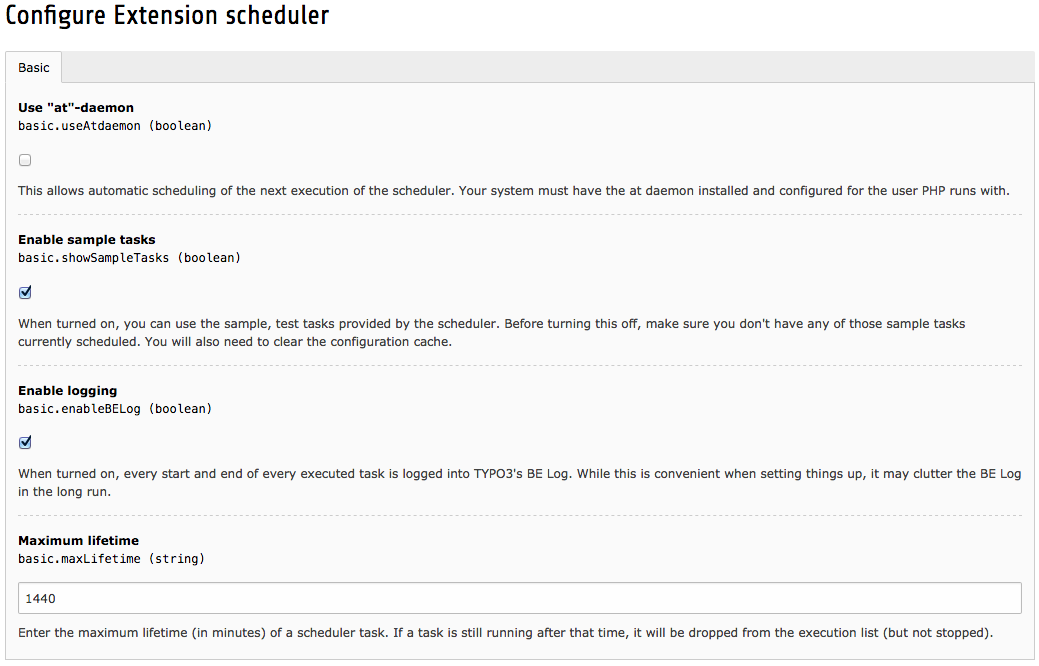 Configure Extension scheduler
Basic
Use "at"-daemon
basic.useAtdaemon (boolean)
This allows automatic scheduling of the next execution of the scheduler. Your system must have the at daemon installed and configured for the user PHP runs with.
Enable sample tasks
basic.showSampleTasks (boolean)
When turned on, you can use the sample, test tasks provided by the scheduler. Before turning this off, make sure you don't have any of those sample tasks
currently scheduled. You will also need to clear the configuration cache.
Enable logging
basic.enableBELog (boolean)
When turned on, every start and end of every executed task is logged into TYPO3's BE Log. While this is convenient when setting things up, it may clutter the BE Log
in the long run.
Maximum lifetime
basic.maxLifetime (string)
1440
Enter the maximum lifetime (in minutes) of a scheduler task. If a task is still running after that time, it will be dropped from the execution list (but not stopped).